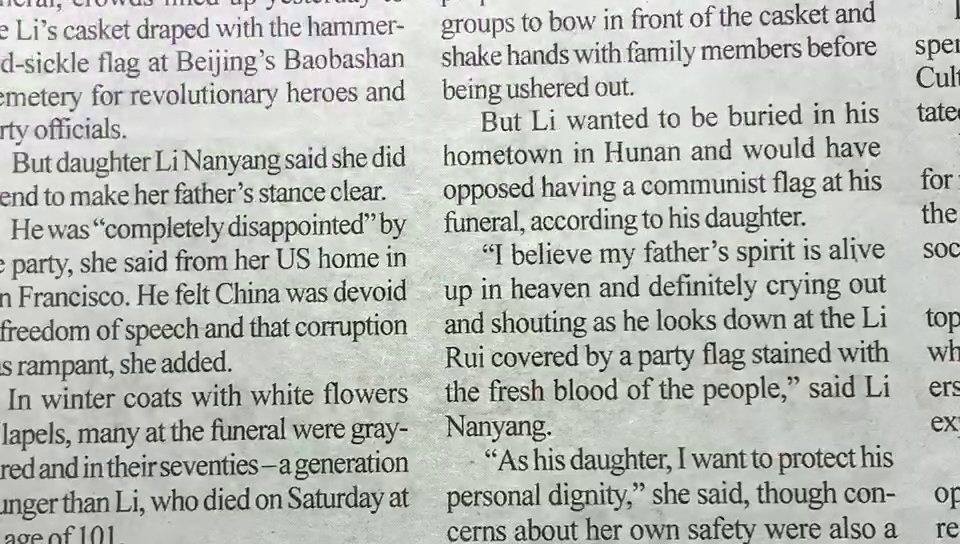 e Li's casket draped with the hammer-
d-sickle flag at Beijing's Baobashan
emetery for revolutionary heroes and
rty officials.
But daughter Li Nanyang said she did
end to make her father's stance clear.
He was “completely disappointed” by
e party, she said from her US home in
n Francisco. He felt China was devoid
freedom of speech and that corruption
s rampant, she added.
In winter coats with white flowers
lapels, many at the funeral were gray-
red and in their seventies – a generation
unger than Li, who died on Saturday at
age of 101.
groups to bow in front of the casket and
shake hands with family members before
being ushered out.
But Li wanted to be buried in his
hometown in Hunan and would have
opposed having a communist flag at his
funeral, according to his daughter.
“I believe my father's spirit is alive
up in heaven and definitely crying out
and shouting as he looks down at the Li
Rui covered by a party flag stained with
the fresh blood of the people,” said Li
Nanyang.
“As his daughter, I want to protect his
personal dignity,” she said, though con-
cerns about her own safety were also a
sper
Cult
tate
for
the
soc
top
wh
ers
ex
op
re